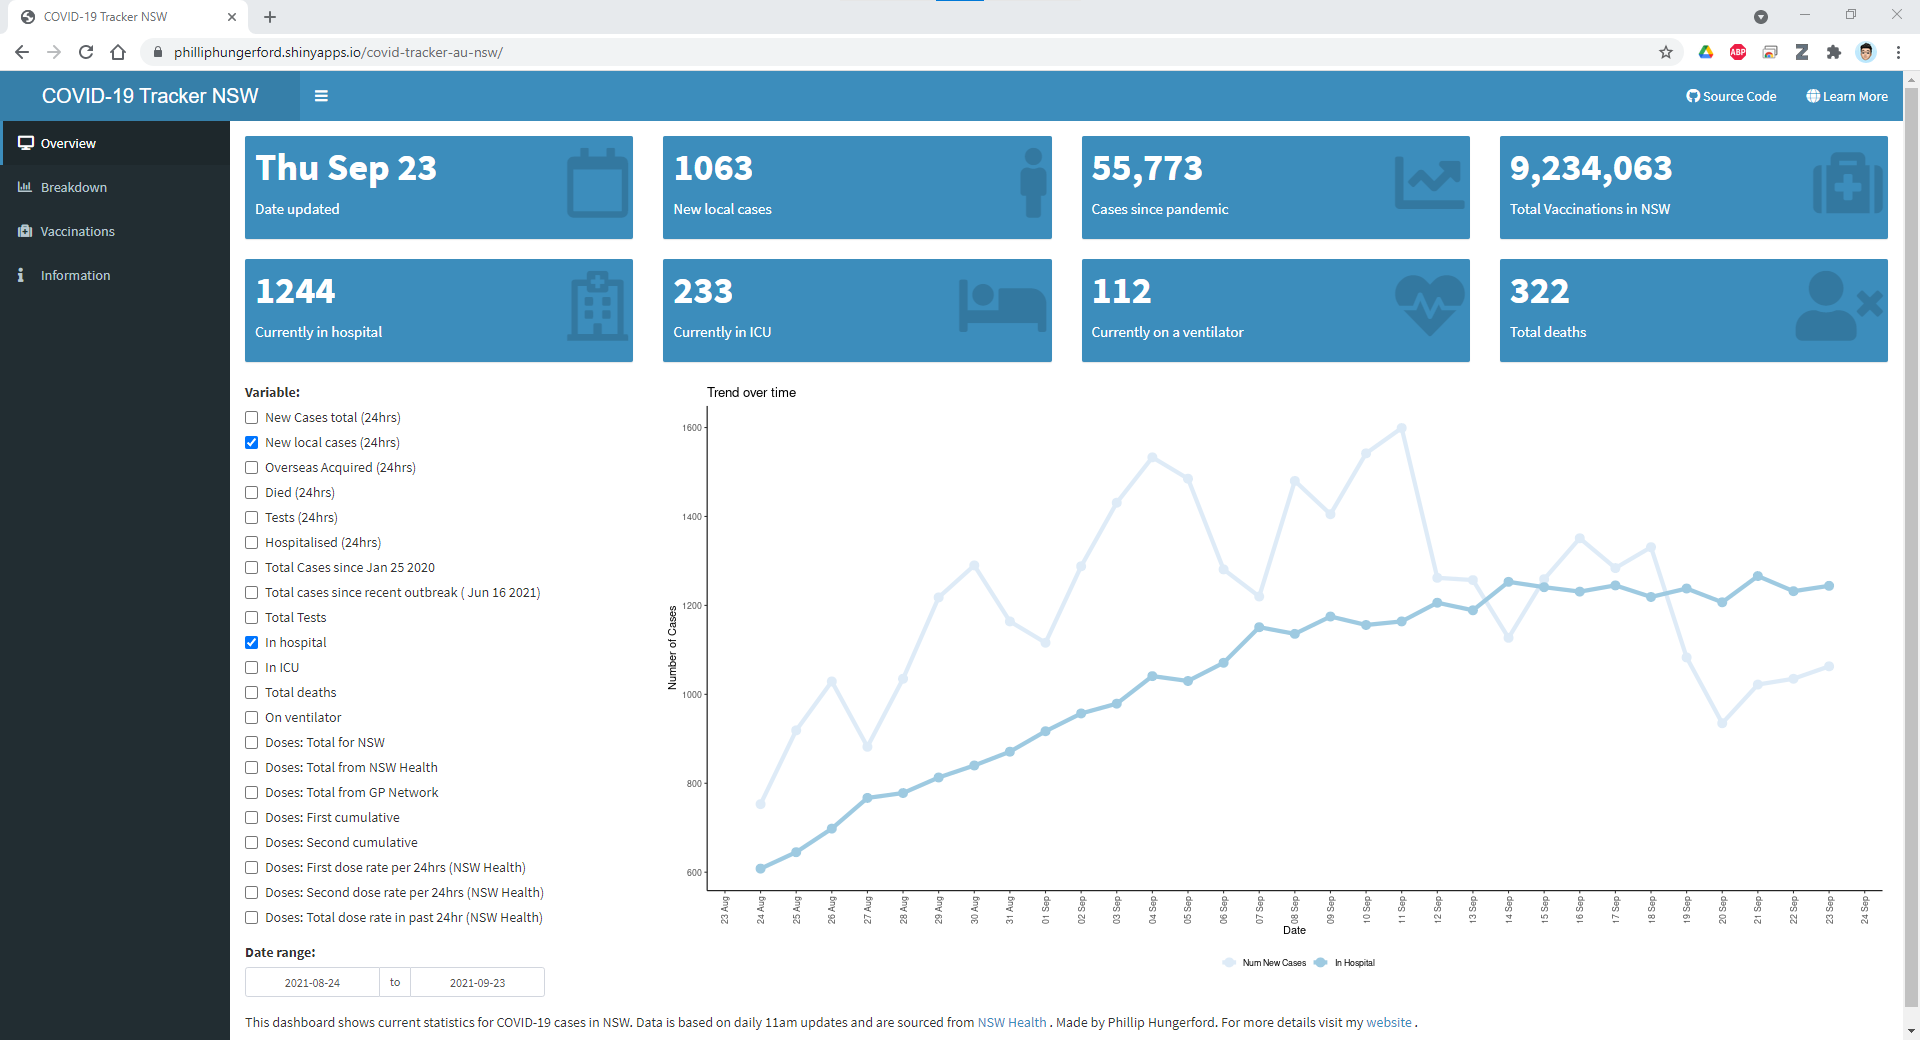 COVID-19 Tracker NSW
philliphungerford.shinyapps.io/covid-tracker-au-nsw/
ABP
COVID-19 Tracker NSW
Source Code
Learn More
Overview
Breakdown
Vaccinations
Information
Thu Sep 23
Date updated
1063
New local cases
55,773
Cases since pandemic
9,234,063
Total Vaccinations in NSW
1244
Currently in hospital
233
Currently in ICU
112
Currently on a ventilator
322
Total deaths
Variable:
New Cases total (24hrs)
New local cases (24hrs)
Overseas Acquired (24hrs)
Died (24hrs)
Tests (24hrs)
Hospitalised (24hrs)
Total Cases since Jan 25 2020
Total cases since recent outbreak ( Jun 16 2021)
Total Tests
In hospital
In ICU
Total deaths
On ventilator
Doses: Total for NSW
Doses: Total from NSW Health
Doses: Total from GP Network
Doses: First cumulative
Doses: Second cumulative
Doses: First dose rate per 24hrs (NSW Health)
Doses: Second dose rate per 24hrs (NSW Health)
Doses: Total dose rate in past 24hr (NSW Health)
Date range:
2021-08-24 to 2021-09-23
Trend over time
Number of Cases
1600
1400
1200
1000
800
600
23 Aug
24 Aug
25 Aug
26 Aug
27 Aug
28 Aug
29 Aug
30 Aug
31 Aug
01 Sep
02 Sep
03 Sep
04 Sep
05 Sep
06 Sep
07 Sep
08 Sep
09 Sep
10 Sep
11 Sep
12 Sep
13 Sep
14 Sep
15 Sep
16 Sep
17 Sep
18 Sep
19 Sep
20 Sep
21 Sep
22 Sep
23 Sep
24 Sep
Date
Num New Cases
In Hospital
This dashboard shows current statistics for COVID-19 cases in NSW. Data is based on daily 11am updates and are sourced from NSW Health . Made by Phillip Hungerford. For more details visit my website .